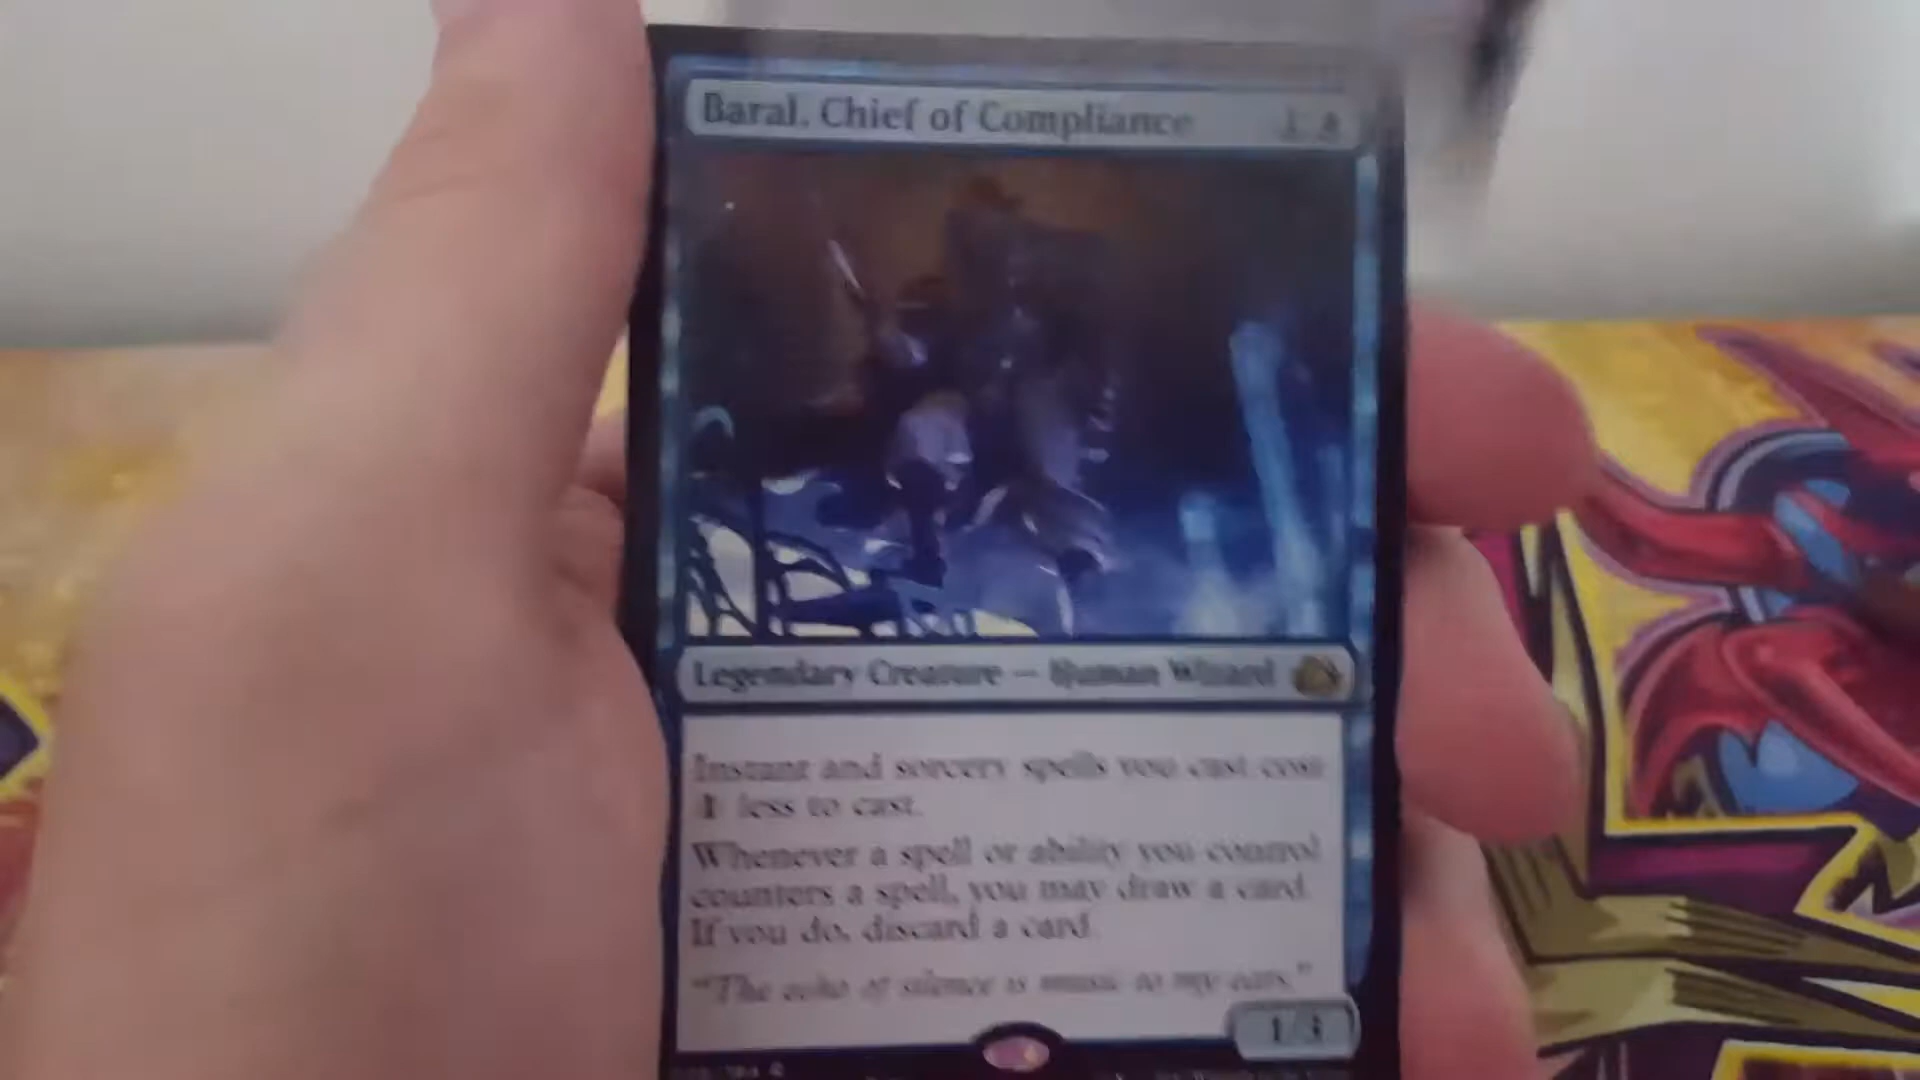 Baral, Chief of Compliance 1
Legendary Creature — Human Wizard
Instant and sorcery spells you cast cost
1 less to cast.
Whenever a spell or ability you control
counters a spell, you may draw a card.
If you do, discard a card.
"The echo of silence is music to my ears."
1/3